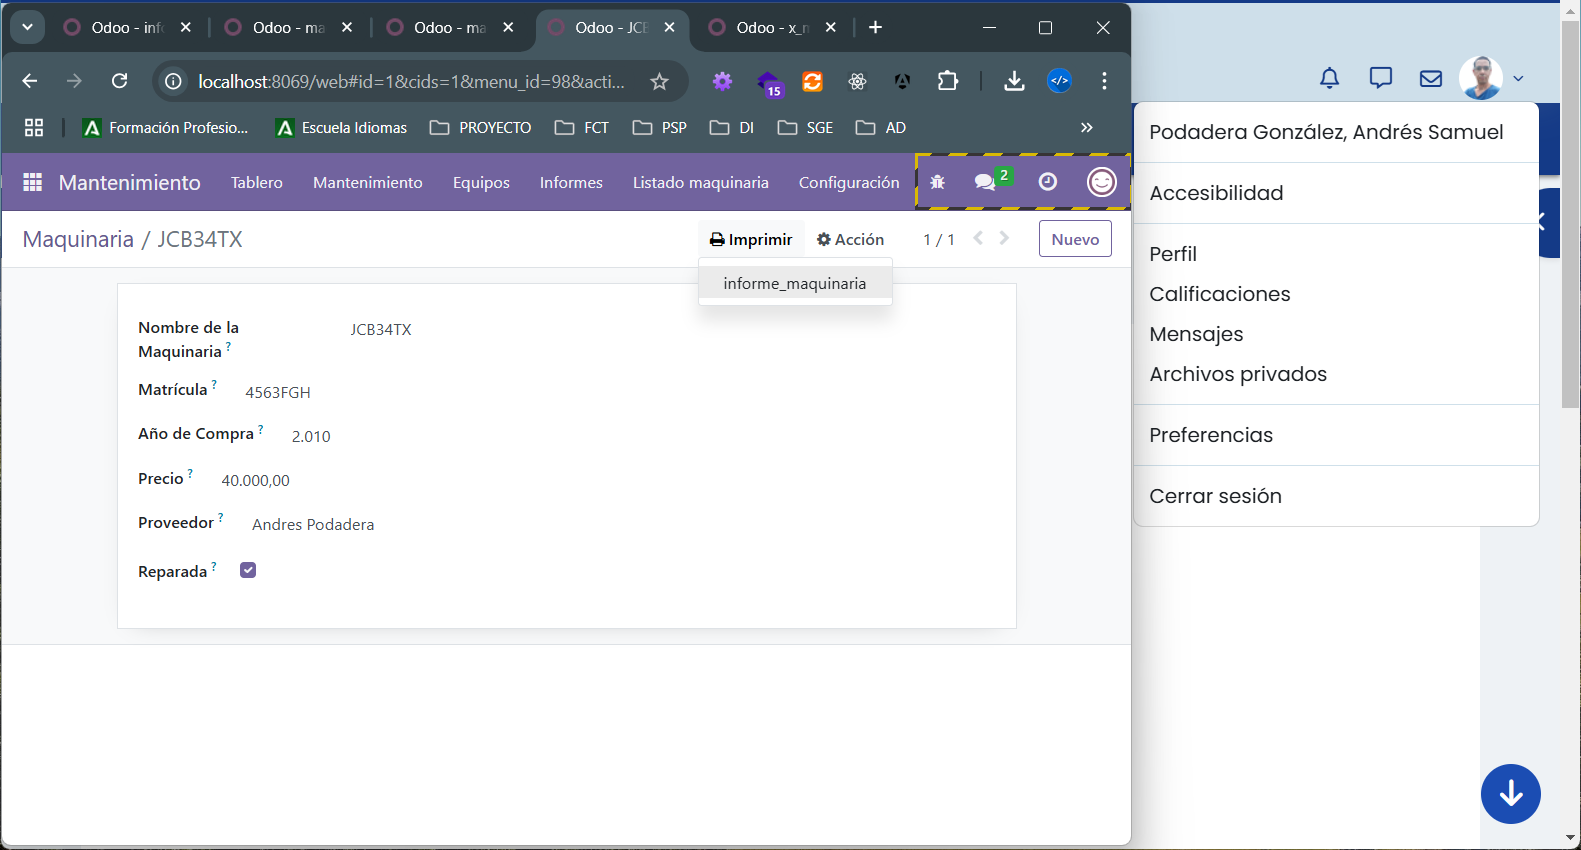 Odoo - inf
Odoo - ma
Odoo - ma
Odoo - JCB
Odoo - x_m
localhost:8069/web#id=1&cids=1&menu_id=98&acti...
15
Formación Profesio...
Escuela Idiomas
PROYECTO
FCT
PSP
DI
SGE
AD
Mantenimiento
Tablero
Mantenimiento
Equipos
Informes
Listado maquinaria
Configuración
2
Maquinaria / JCB34TX
Imprimir
Acción
1 / 1
Nuevo
informe_maquinaria
Nombre de la
Maquinaria ?
JCB34TX
Matrícula ?
4563FGH
Año de Compra ?
2.010
Precio ?
40.000,00
Proveedor ?
Andres Podadera
Reparada ?
Podadera González, Andrés Samuel
Accesibilidad
Perfil
Calificaciones
Mensajes
Archivos privados
Preferencias
Cerrar sesión